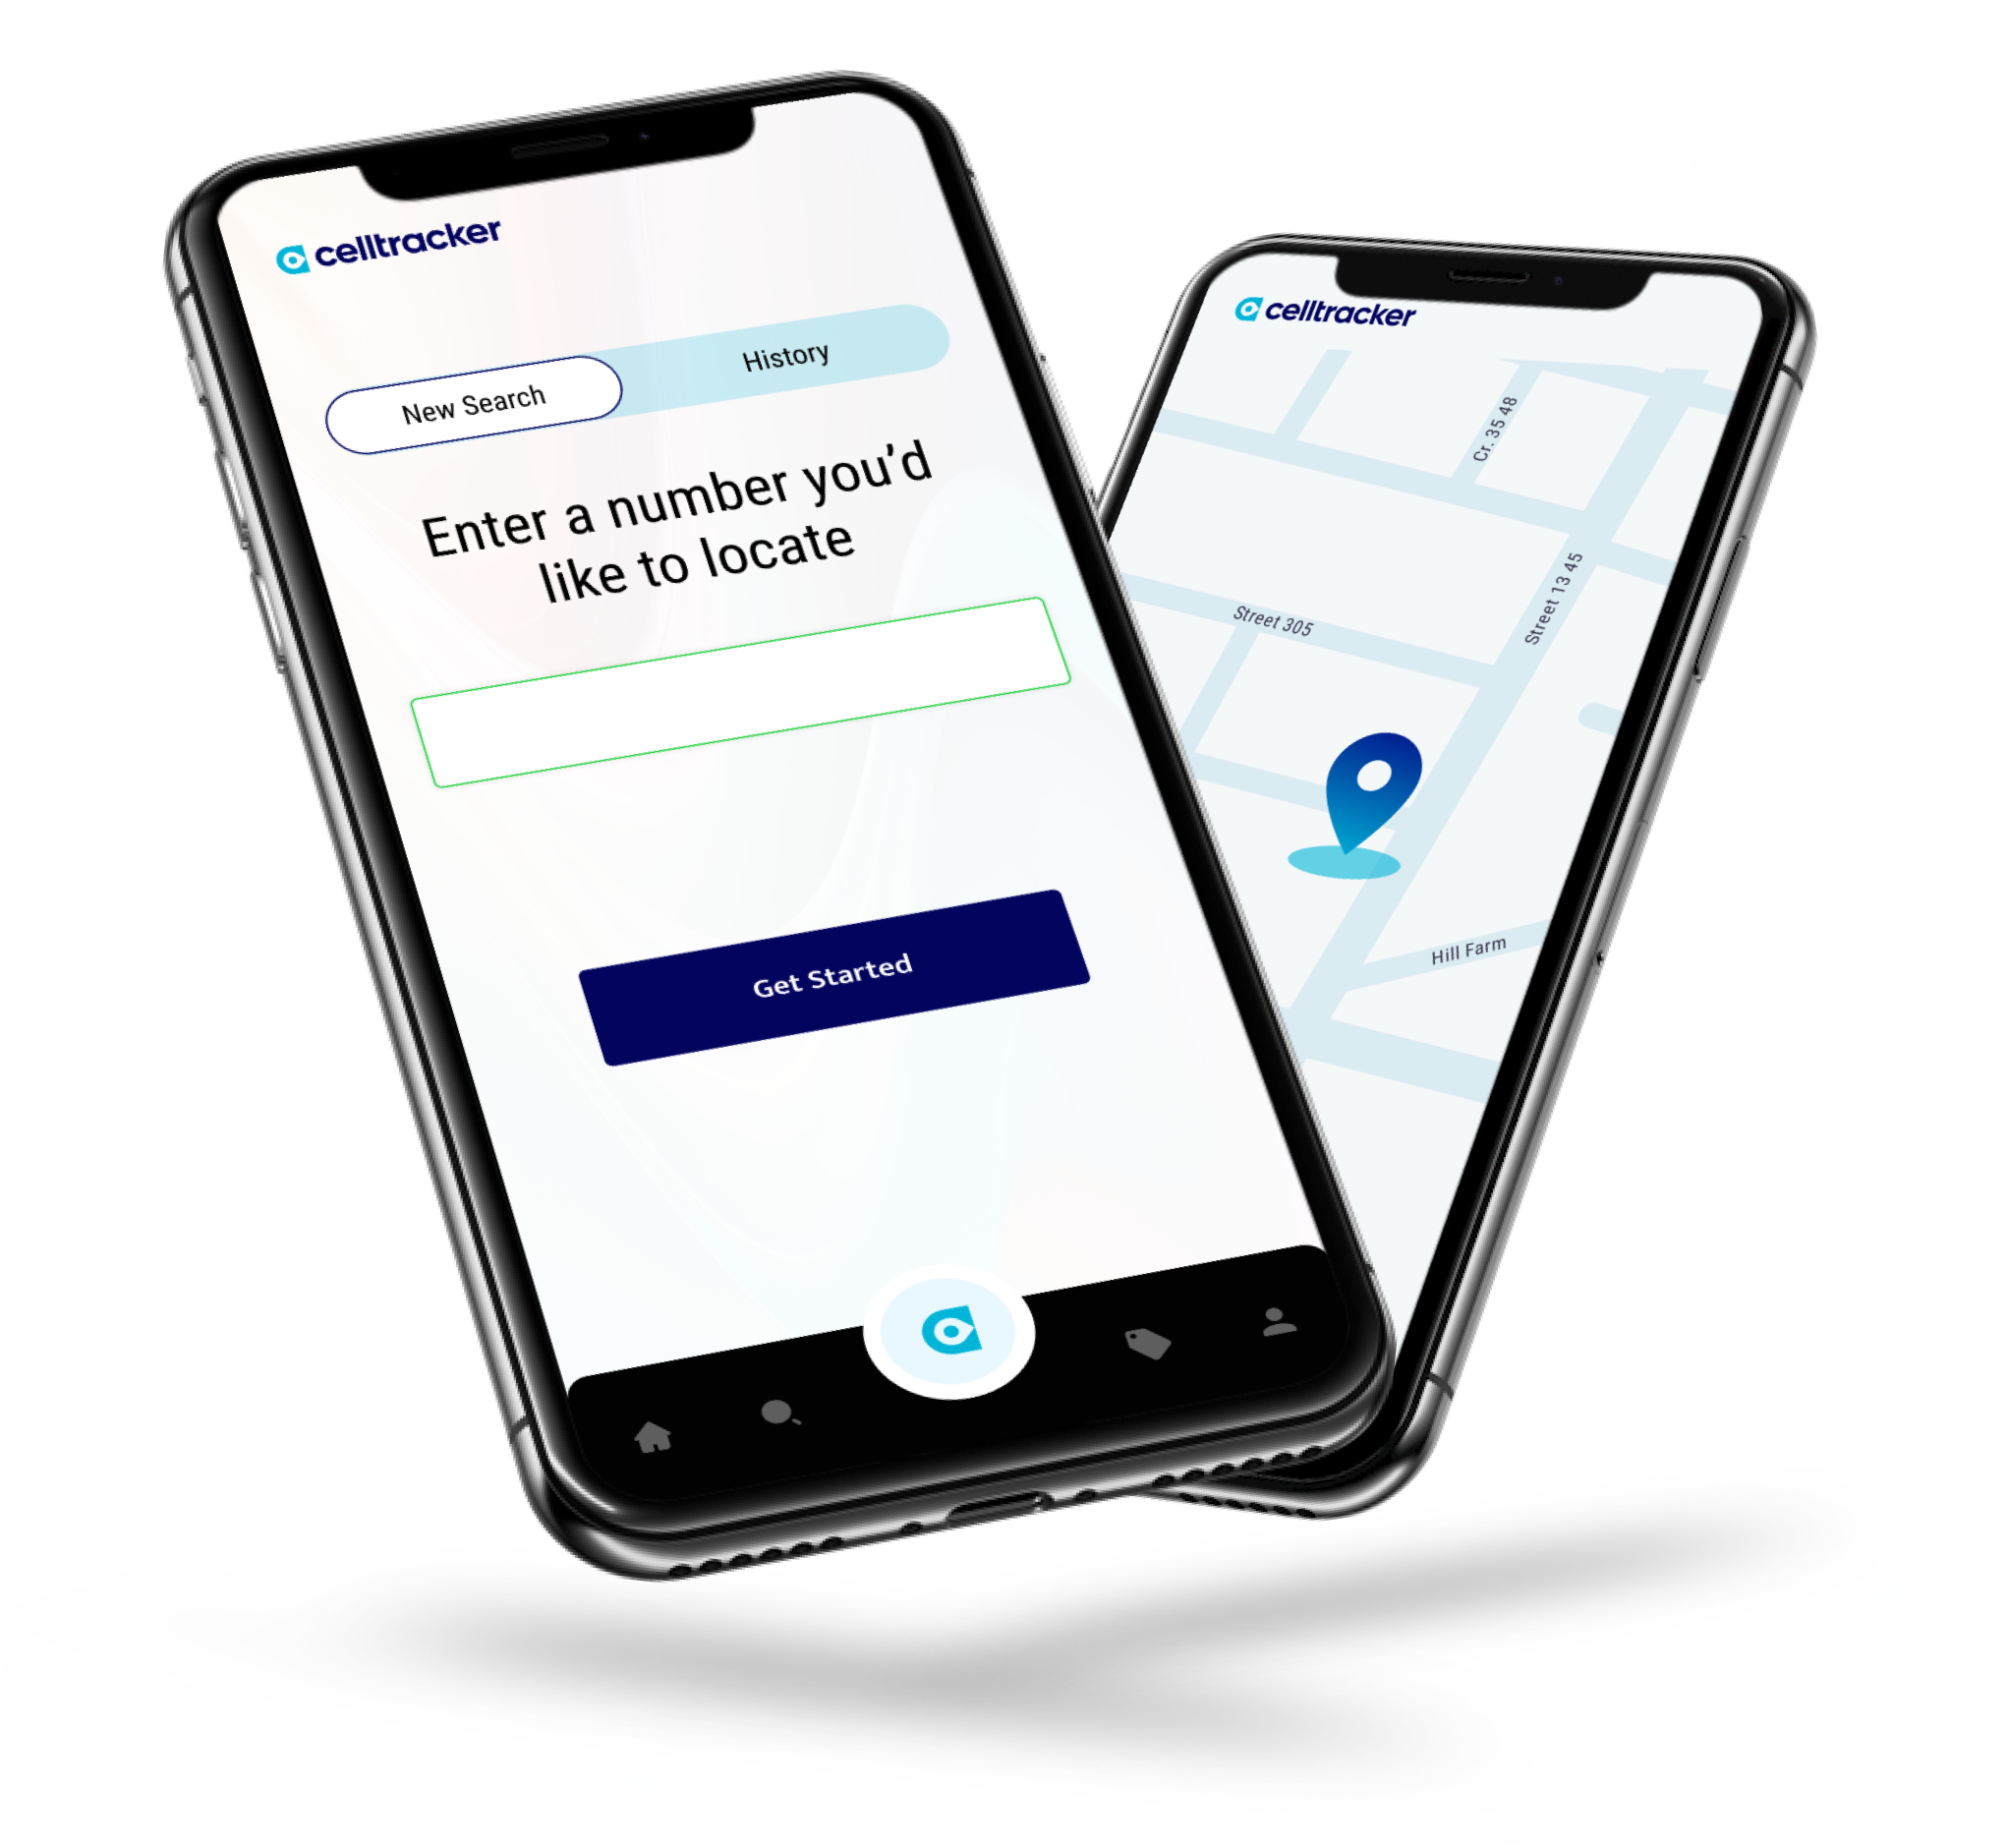 celltracker
New Search
History
Enter a number you’d
like to locate
Get Started
celltracker
Cr. 35 48
Street 13 45
Street 305
Hill Farm